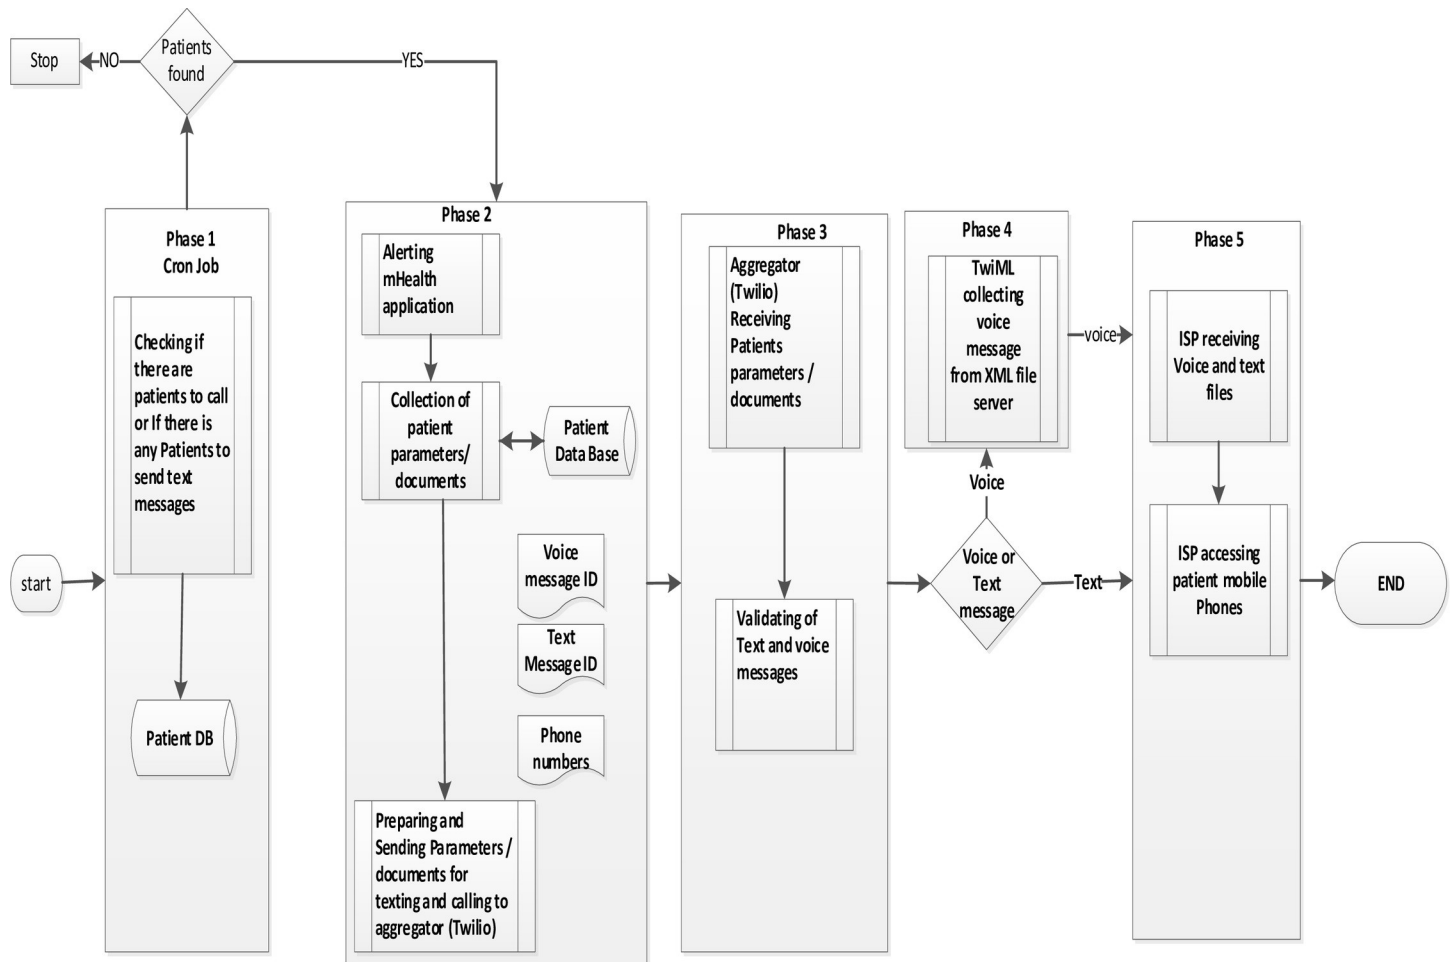 Patients
found
Stop
NO
YES
Phase 1
Cron Job
Checking if
there are
patients to call
or If there is
any Patients to
send text
messages
start
Patient DB
Phase 2
Alerting
mHealth
application
Collection of
patient
parameters/
documents
Patient
Data Base
Voice
message ID
Text
Message ID
Phone
numbers
Preparing and
Sending Parameters /
documents for
texting and calling to
aggregator (Twilio)
Phase 3
Aggregator
(Twilio)
Receiving
Patients
parameters /
documents
Validating of
Text and voice
messages
Phase 4
TwiML
collecting
voice
message
from XML file
server
voice
Voice
Voice or
Text
message
Text
Phase 5
ISP receiving
Voice and text
files
ISP accessing
patient mobile
Phones
END